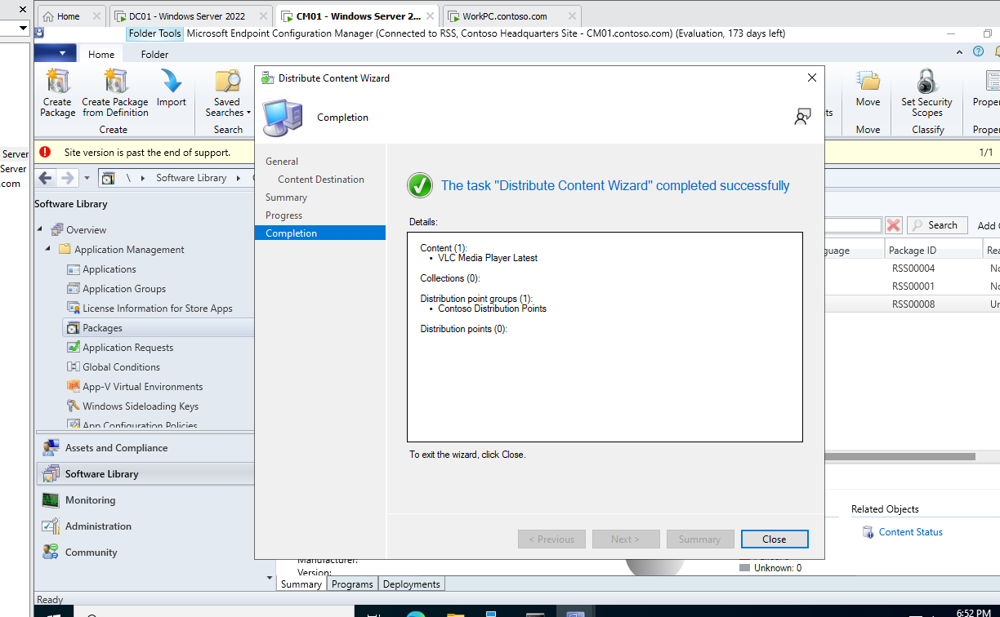 Home
DC01 - Windows Server 2022
CM01 - Windows Server 2...
WorkPC.contoso.com
Folder Tools
Microsoft Endpoint Configuration Manager (Connected to RSS, Contoso Headquarters Site - CM01.contoso.com) (Evaluation, 173 days left)
Home
Folder
Create Package
Create Package from Definition
Import
Create
Saved Searches
Search
Move
Move
Set Security Scopes
Classify
Server
Server
.com
Site version is past the end of support.
1/1
\
Software Library
Software Library
Overview
Application Management
Applications
Application Groups
License Information for Store Apps
Packages
Application Requests
Global Conditions
App-V Virtual Environments
Windows Sideloading Keys
App Configuration Policies
Assets and Compliance
Software Library
Monitoring
Administration
Community
Ready
Distribute Content Wizard
Completion
General
Content Destination
Summary
Progress
Completion
The task "Distribute Content Wizard" completed successfully
Details:
Content (1):
• VLC Media Player Latest
Collections (0):
Distribution point groups (1):
• Contoso Distribution Points
Distribution points (0):
To exit the wizard, click Close.
< Previous
Next >
Summary
Close
Search
Add
Package ID
RSS00004
RSS00001
RSS00008
Related Objects
Content Status
Manufacturer:
Version:
Unknown: 0
Summary
Programs
Deployments
6:52 PM